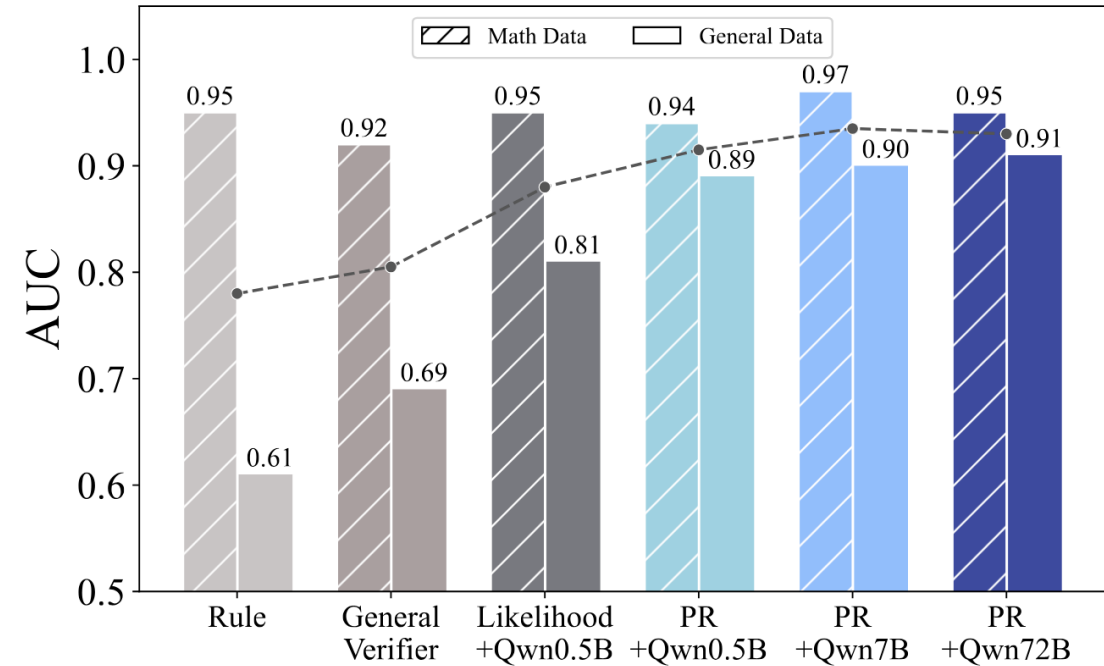 Math Data
General Data
AUC
1.0
0.9
0.8
0.7
0.6
0.5
0.95
0.61
0.92
0.69
0.95
0.81
0.94
0.89
0.97
0.90
0.95
0.91
Rule
General
Verifier
Likelihood
+Qwn0.5B
PR
+Qwn0.5B
PR
+Qwn7B
PR
+Qwn72B